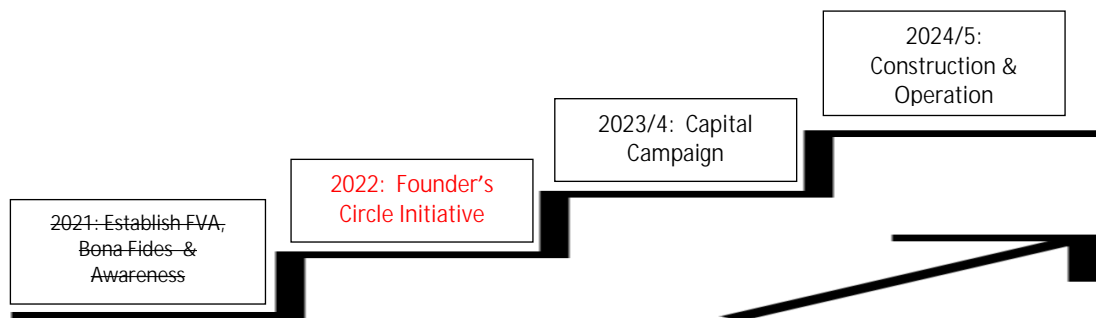 2024/5:
Construction &
Operation
2023/4:  Capital
Campaign
2022:  Founder’s
Circle Initiative
2021: Establish FVA,
Bona Fides  &
Awareness